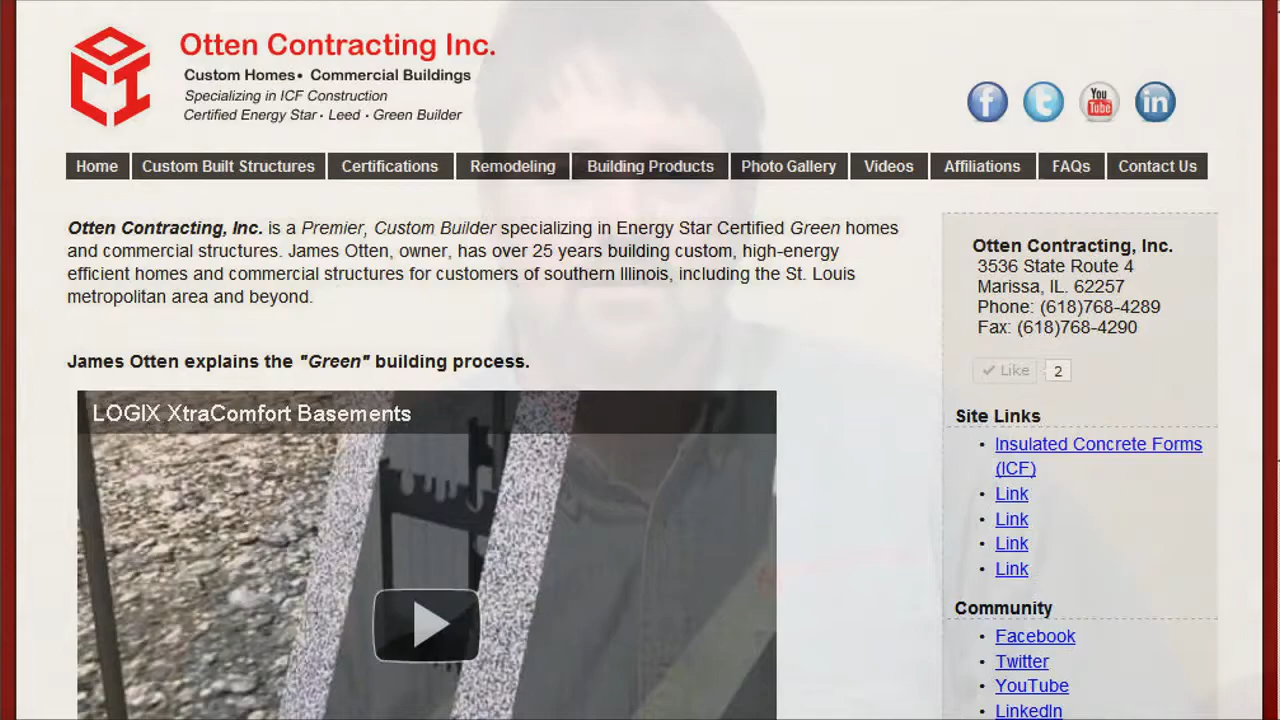 OCI
Otten Contracting Inc.
Custom Homes• Commercial Buildings
Specializing in ICF Construction
Certified Energy Star · Leed · Green Builder
f t You Tube in
Home Custom Built Structures Certifications Remodeling Building Products Photo Gallery Videos Affiliations FAQs Contact Us
Otten Contracting, Inc. is a Premier, Custom Builder specializing in Energy Star Certified Green homes
and commercial structures. James Otten, owner, has over 25 years building custom, high-energy
efficient homes and commercial structures for customers of southern Illinois, including the St. Louis
metropolitan area and beyond.
James Otten explains the "Green" building process.
LOGIX XtraComfort Basements
Otten Contracting, Inc.
3536 State Route 4
Marissa, IL. 62257
Phone: (618)768-4289
Fax: (618)768-4290
Like 2
Site Links
• Insulated Concrete Forms
(ICF)
• Link
• Link
• Link
• Link
Community
• Facebook
• Twitter
• YouTube
• LinkedIn